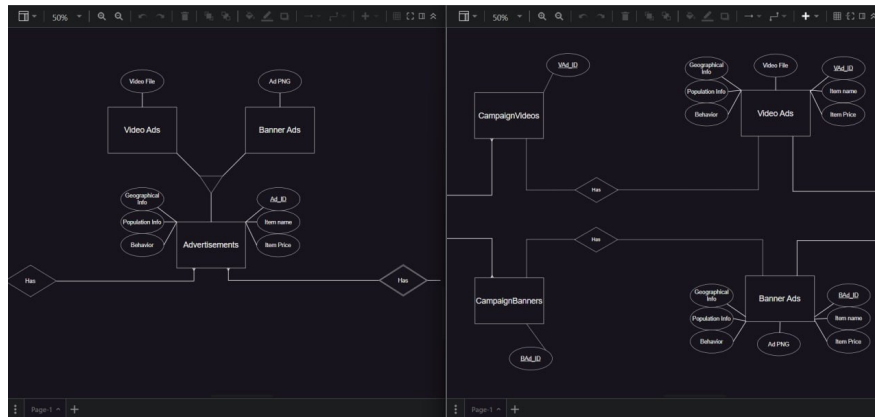 50%
Video File
Ad PNG
Video Ads
Banner Ads
Geographical
Info
Population Info
Behavior
Ad_ID
Item name
Item Price
Advertisements
Has
Has
Page-1
50%
VAd_ID
CampaignVideos
Geographical
Info
Population Info
Behavior
Video File
VAd_ID
Item name
Item Price
Video Ads
Has
Has
CampaignBanners
BAd_ID
Banner Ads
Geographical
Info
Population Info
Behavior
Ad PNG
BAd_ID
Item name
Item Price
Page-1